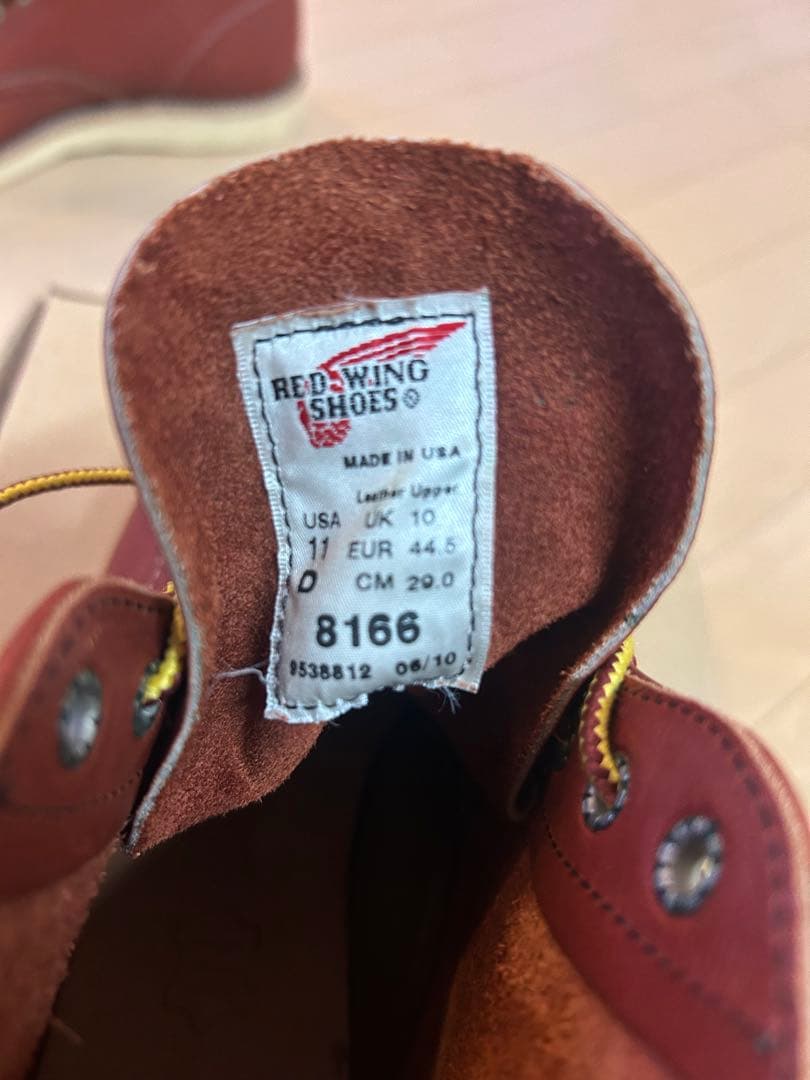 RED WING
SHOES ®
MADE IN USA
Leather Upper
USA UK 10
11 EUR 44.5
D CM 29.0
8166
9538812 06/10